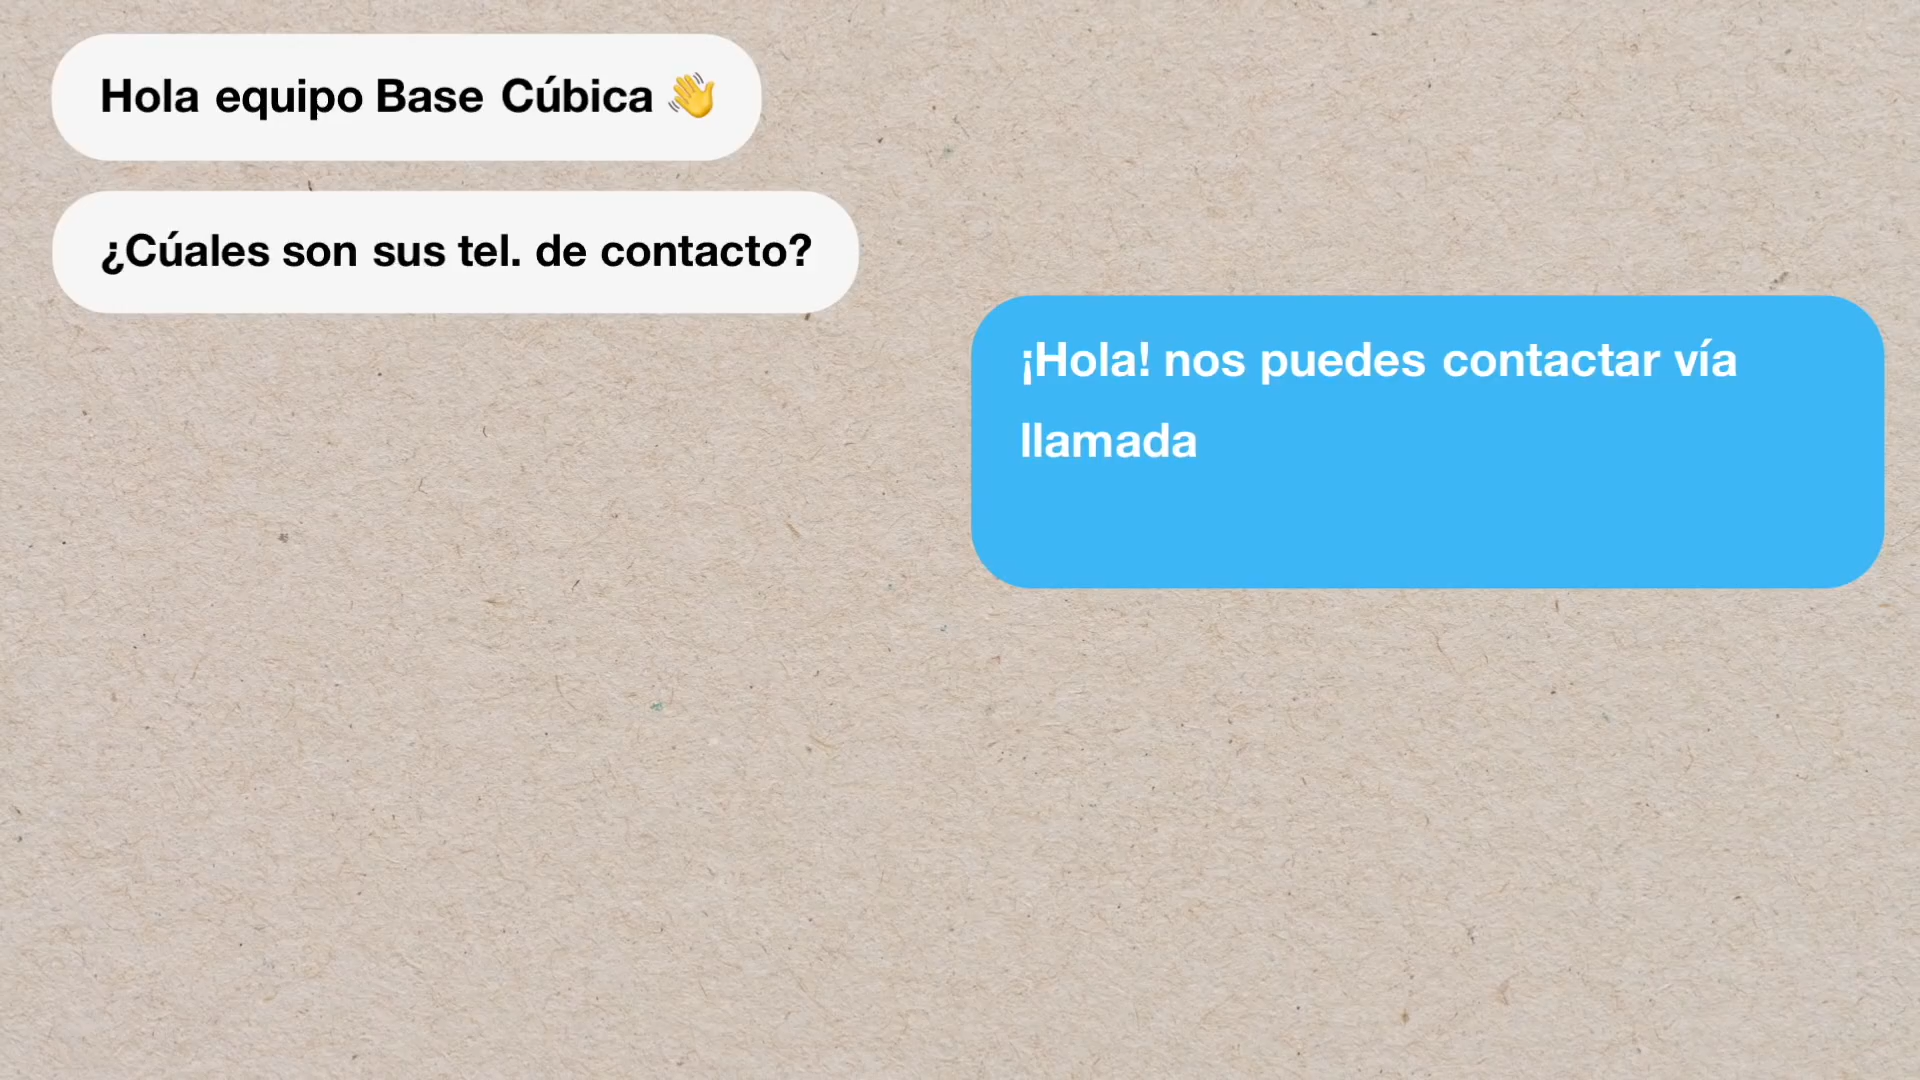 Hola equipo Base Cúbica 👋
¿Cúales son sus tel. de contacto?
¡Hola! nos puedes contactar vía
llamada